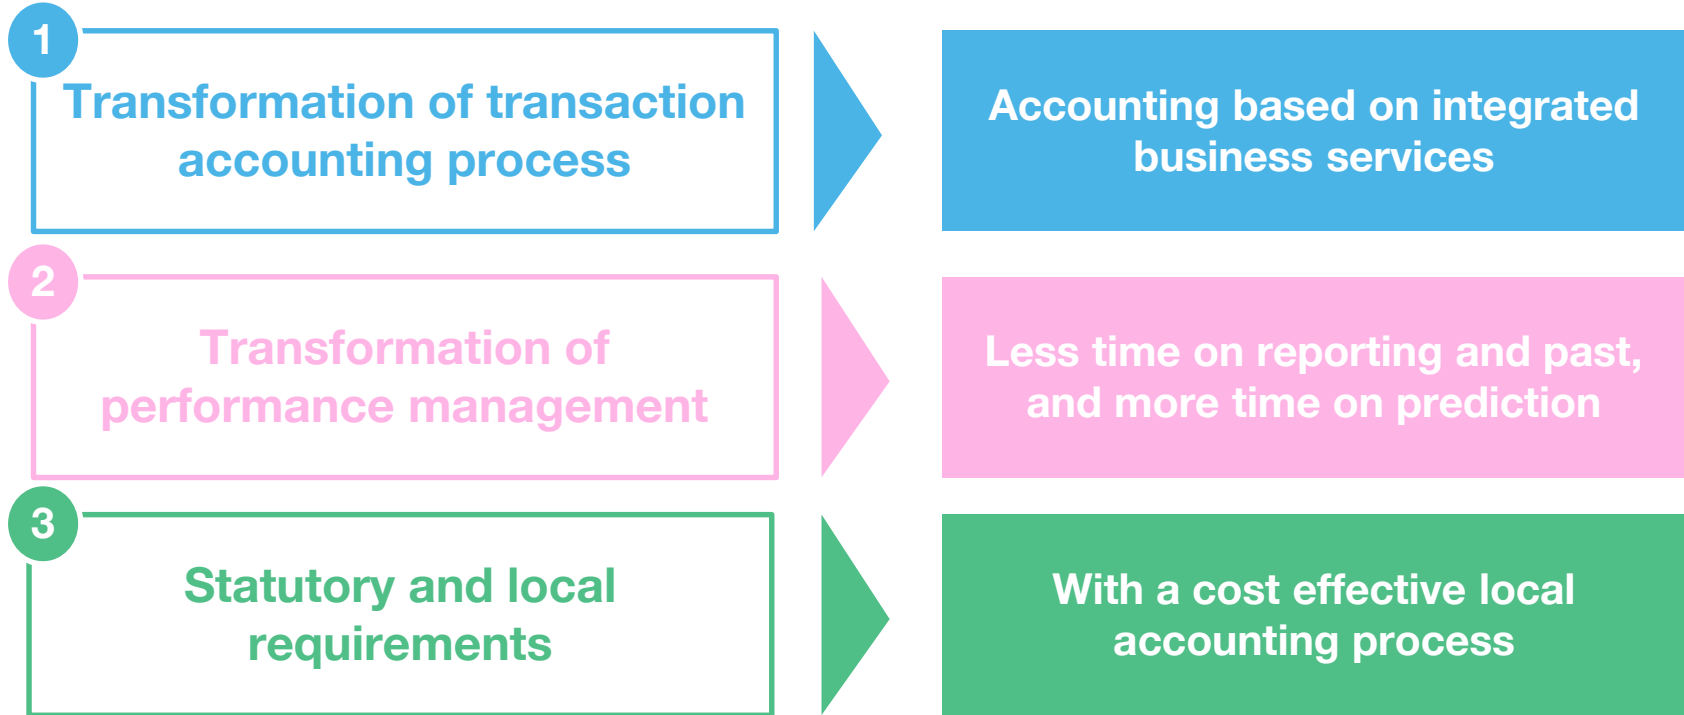 1
Transformation of transaction
accounting process
Accounting based on integrated
business services
2
Transformation of
performance management
Less time on reporting and past,
and more time on prediction
3
Statutory and local
requirements
With a cost effective local
accounting process